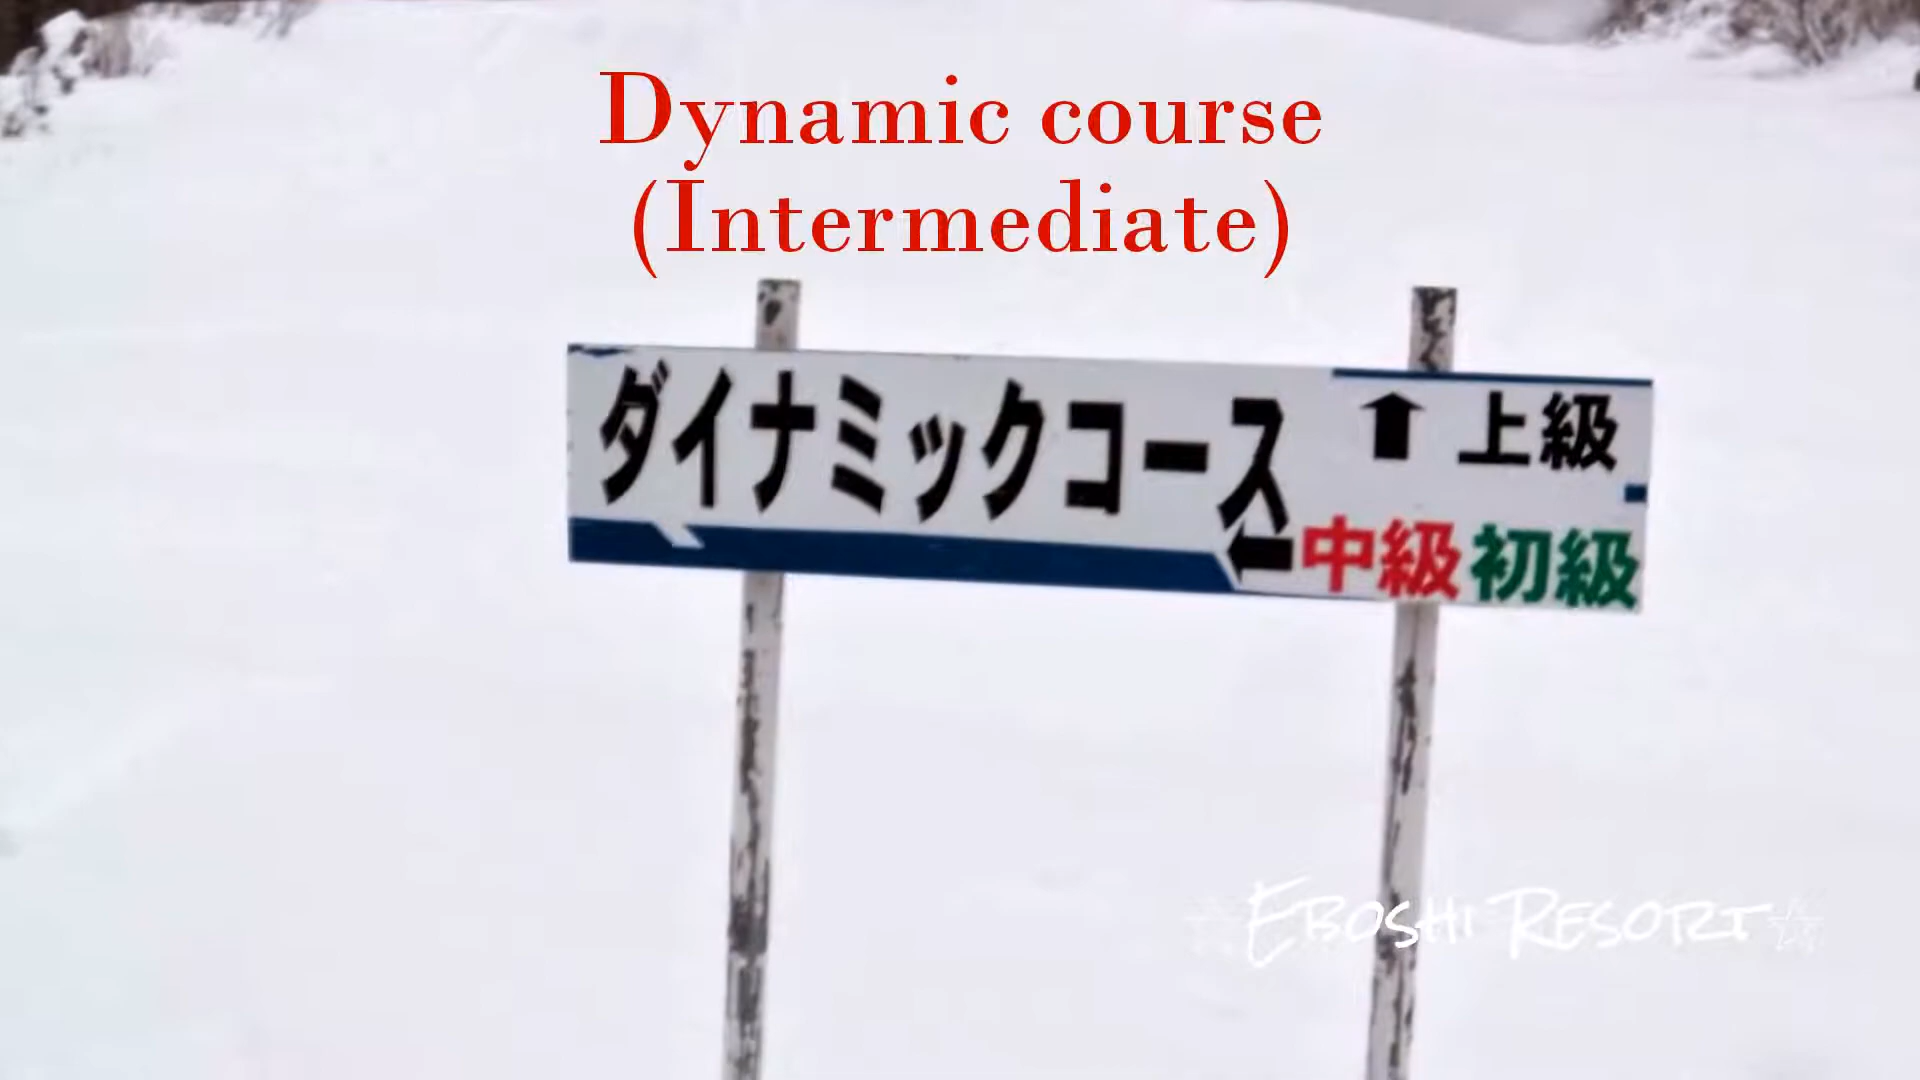 Dynamic course
(Intermediate)
ダイナミックコース
↑ 上級
←中級 初級
☆EBOSHI RESORT☆